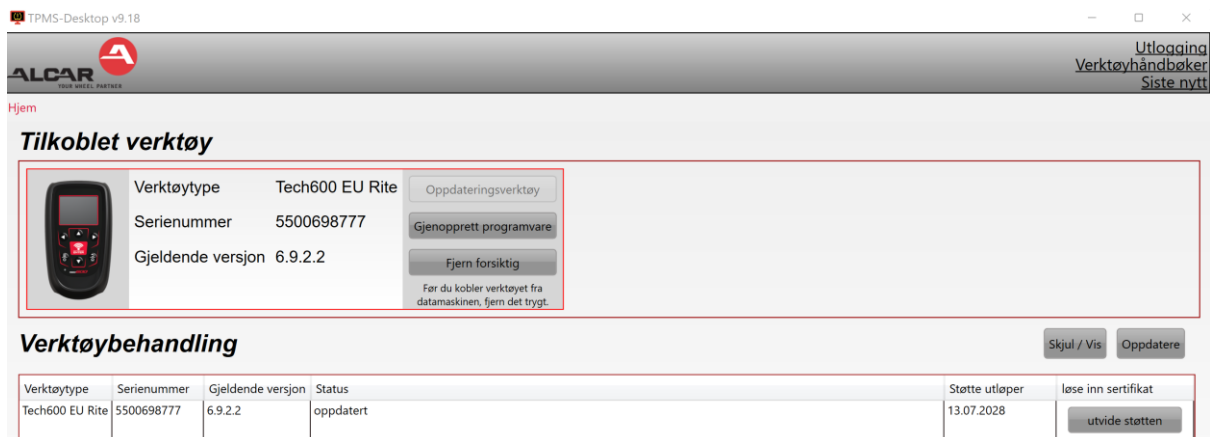 TPMS-Desktop v9.18
ALCAR
YOUR WHEEL PARTNER
Utlogging
Verktøyhåndbøker
Siste nytt
Hjem
Tilkoblet verktøy
Verktøytype Tech600 EU Rite Oppdateringsverktøy
Serienummer 5500698777 Gjenopprett programvare
Gjeldende versjon 6.9.2.2 Fjern forsiktig
Før du kobler verktøyet fra
datamaskinen, fjern det trygt.
Verktøybehandling Skjul / Vis Oppdatere
Verktøytype Serienummer Gjeldende versjon Status Støtte utløper løse inn sertifikat
Tech600 EU Rite 5500698777 6.9.2.2 oppdatert 13.07.2028 utvide støtten